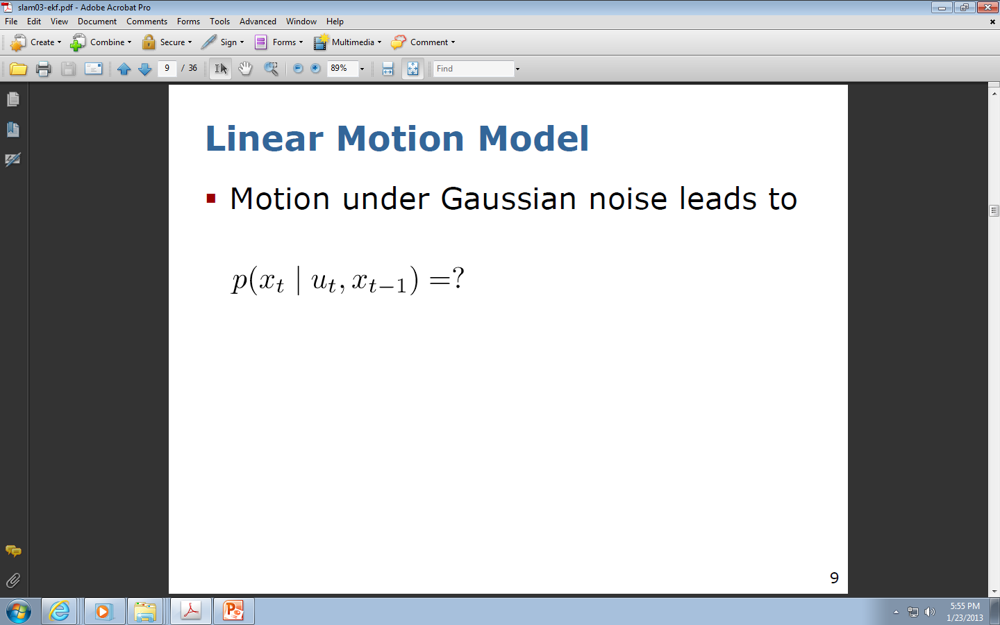 slam03-ekf.pdf - Adobe Acrobat Pro
File Edit View Document Comments Forms Tools Advanced Window Help
Create Combine Secure Sign Forms Multimedia Comment
9 / 36 89% Find
Linear Motion Model
Motion under Gaussian noise leads to
p(x_t | u_t, x_{t-1}) =?
9
5:55 PM
1/23/2013